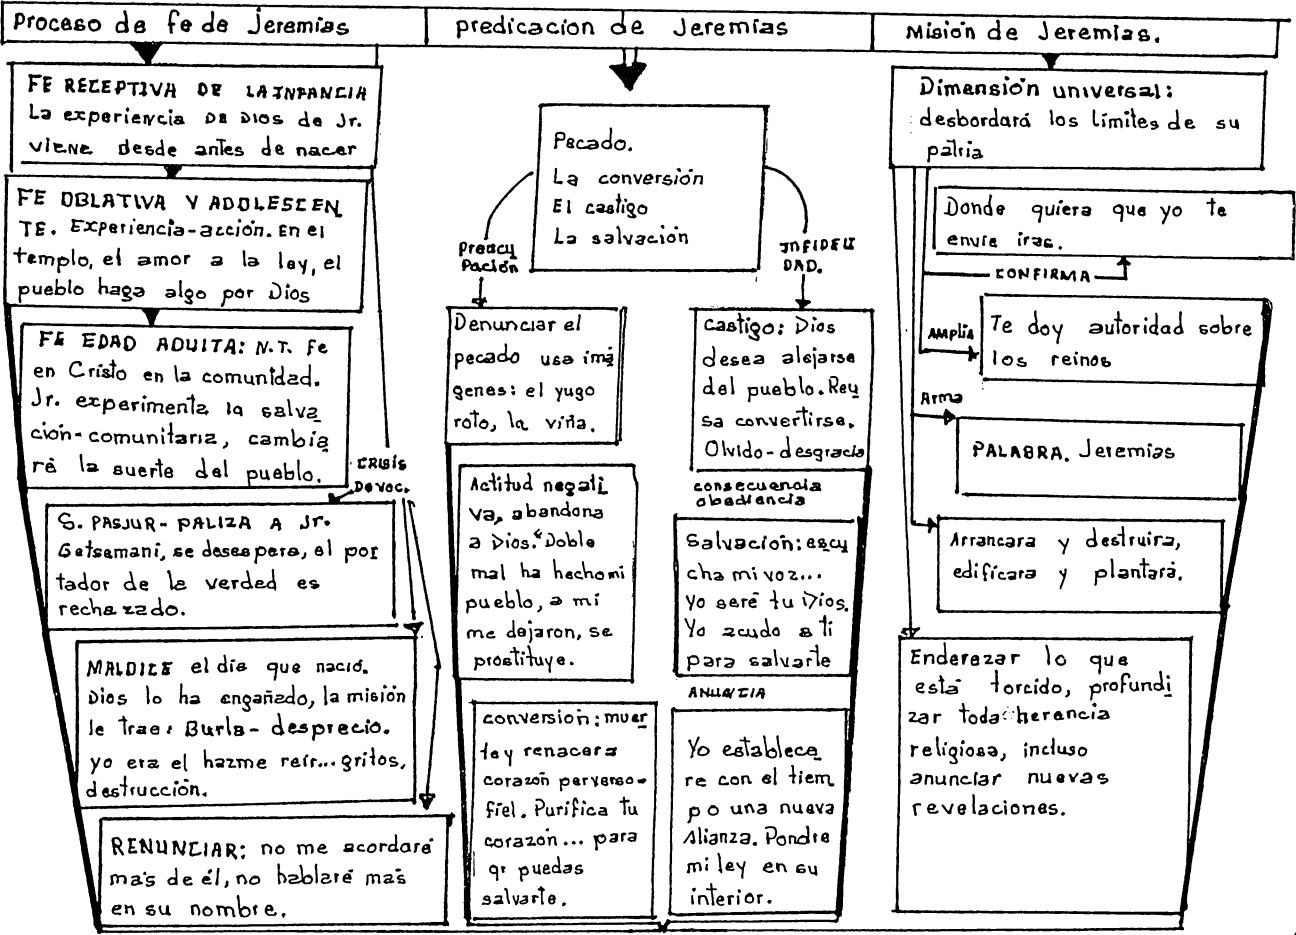 Proceso de fe de Jeremías
FE RECEPTIVA DE LA INFANCIA
La experiencia DE DIOS de Jr.
VIENE desde antes de nacer
FE OBLATIVA Y ADOLESCEN
TE. Experiencia-acción. En el
templo, el amor a la ley, el
pueblo haga algo por Dios
FE EDAD ADULTA: N.T. Fe
en Cristo en la comunidad.
Jr. experimenta la salva
ción-comunitaria, cambia
ré la suerte del pueblo.
CRISIS
DE VOC.
S. PASJUR-PALIZA A Jr.
Getsemaní, se desespera, el por
tador de la verdad es
rechazado.
MALDICE el día que nació.
Dios lo ha engañado, la misión
le trae: Burla-desprecio.
yo era el hazme reír...gritos,
destrucción.
RENUNCIAR: no me acordaré
más de él, no hablaré más
en su nombre.
predicación de Jeremías
Pecado.
La conversión
El castigo
La salvación
Preocu
Pación
INFIDELI
DAD.
Denunciar el
pecado usa imá
genes: el yugo
roto, la viña.
Actitud negati
va, abandona
a Dios. "Doble
mal ha hecho mi
pueblo, a mí
me dejaron, se
prostituye.
conversión: muer
te y renacerá
corazón perverso-
fiel. Purifica tu
corazón... para
qr puedas
salvarte.
castigo: Dios
desea alejarse
del pueblo. Reu
sa convertirse.
Olvido-desgracia
consecuencia
obediencia
Salvación: escu
cha mi voz...
Yo seré tu Dios.
Yo acudo a ti
para salvarte
ANUNCIA
Yo establece
ré con el tiem
po una nueva
Alianza. Pondré
mi ley en su
interior.
Misión de Jeremías.
Dimensión universal:
desbordará los límites de su
patria
Donde quiera que yo te
envíe irás.
CONFIRMA
Amplía
Te doy autoridad sobre
los reinos
Arma
PALABRA. Jeremías
Arrancará y destruirá,
edificará y plantará.
Enderezar lo que
está torcido, profundi
zar toda herencia
religiosa, incluso
anunciar nuevas
revelaciones.